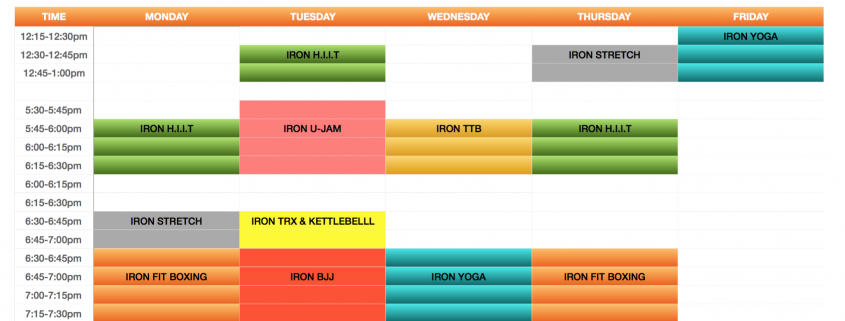 TIME MONDAY TUESDAY WEDNESDAY THURSDAY FRIDAY
12:15-12:30pm IRON YOGA
12:30-12:45pm IRON H.I.I.T IRON STRETCH
12:45-1:00pm
5:30-5:45pm
5:45-6:00pm IRON H.I.I.T IRON U-JAM IRON TTB IRON H.I.I.T
6:00-6:15pm
6:15-6:30pm
6:00-6:15pm
6:15-6:30pm
6:30-6:45pm IRON STRETCH IRON TRX & KETTLEBELLL
6:45-7:00pm
6:30-6:45pm
6:45-7:00pm IRON FIT BOXING IRON BJJ IRON YOGA IRON FIT BOXING
7:00-7:15pm
7:15-7:30pm